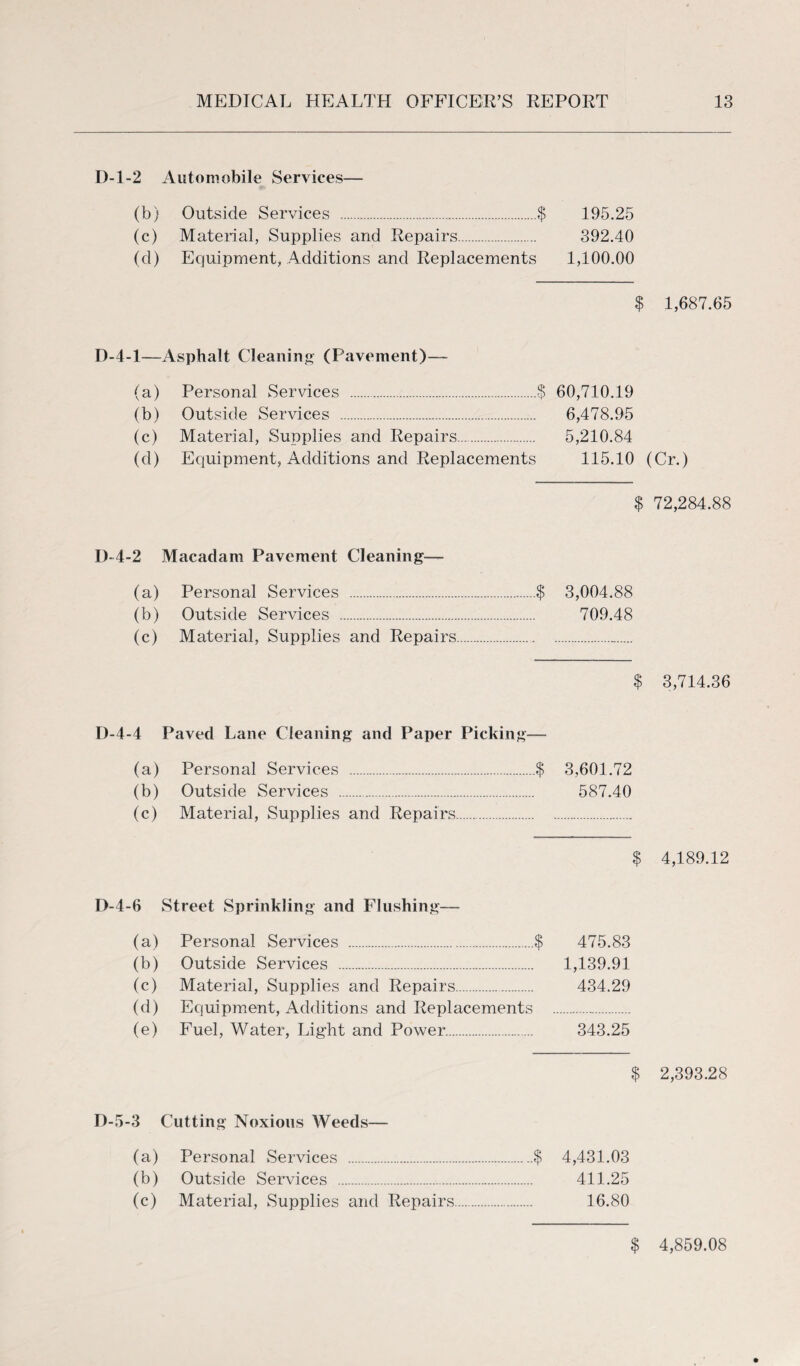 MEDICAL HEALTH OFFICER'S REPORT 13
D-1-2 Automobile Services—
(b) Outside Services ............ $ 195.25
(c) Material, Supplies and Repairs............ 392.40
(d) Equipment, Additions and Replacements 1,100.00
$ 1,687.65
D-4-1—Asphalt Cleaning (Pavement)—
(a) Personal Services ............ $ 60,710.19
(b) Outside Services ............ 6,478.95
(c) Material, Supplies and Repairs............ 5,210.84
(d) Equipment, Additions and Replacements 115.10 (Cr.)
$ 72,284.88
D-4-2 Macadam Pavement Cleaning—
(a) Personal Services ............ $ 3,004.88
(b) Outside Services ............ 709.48
(c) Material, Supplies and Repairs............ ............
$ 3,714.36
D-4-4 Paved Lane Cleaning and Paper Picking—
(a) Personal Services ............ $ 3,601.72
(b) Outside Services ............ 587.40
(c) Material, Supplies and Repairs............ ............
$ 4,189.12
D-4-6 Street Sprinkling and Flushing—
(a) Personal Services ............ $ 475.83
(b) Outside Services ............ 1,139.91
(c) Material, Supplies and Repairs............ 434.29
(d) Equipment, Additions and Replacements ............
(e) Fuel, Water, Light and Power............ 343.25
$ 2,393.28
D-5-3 Cutting Noxious Weeds—
(a) Personal Services ............ $ 4,431.03
(b) Outside Services ............ 411.25
(c) Material, Supplies and Repairs............ 16.80
$ 4,859.08